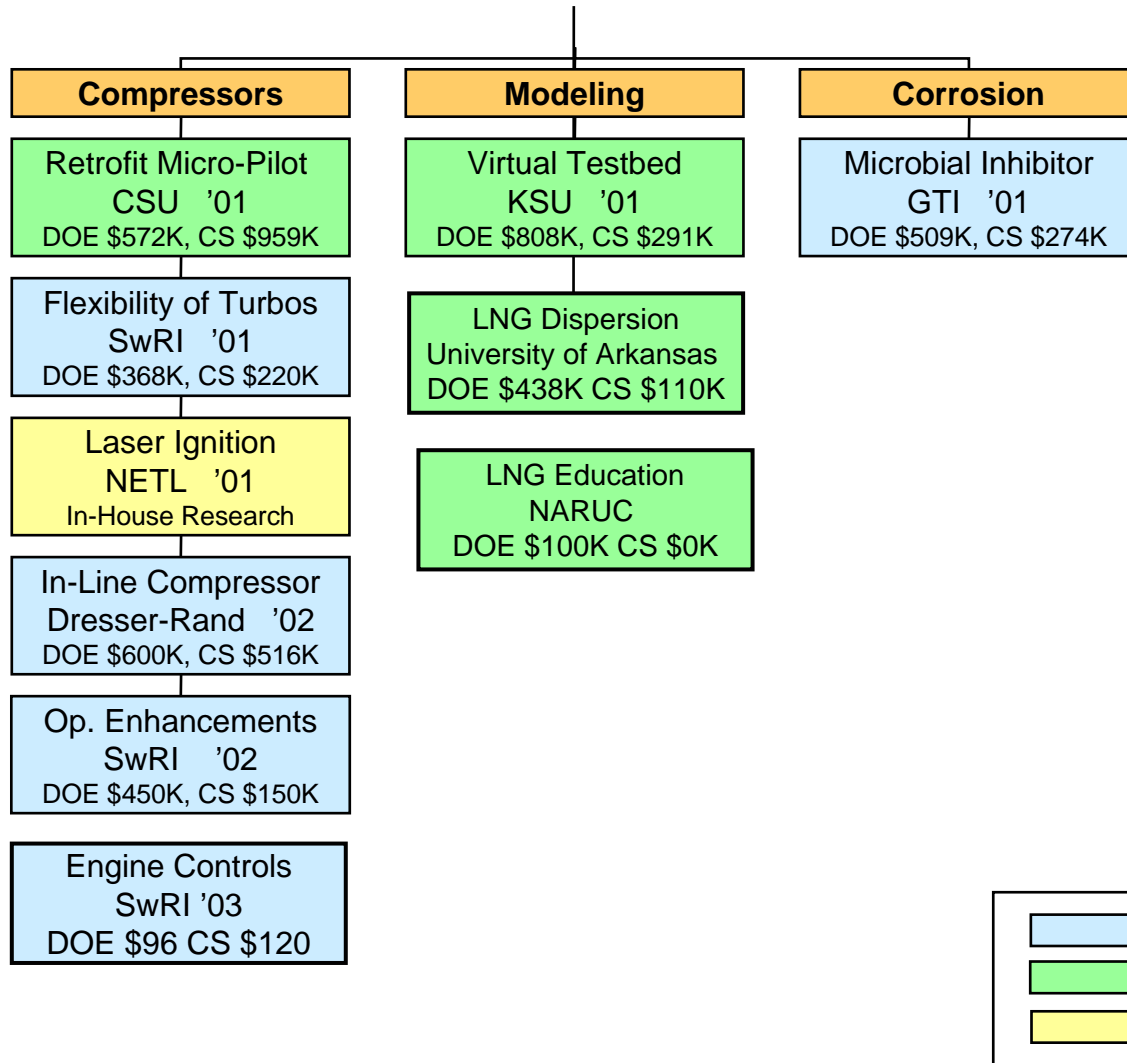 Compressors
Retrofit Micro-Pilot
CSU '01
DOE $572K, CS $959K
Flexibility of Turbos
SwRI '01
DOE $368K, CS $220K
Laser Ignition
NETL '01
In-House Research
In-Line Compressor
Dresser-Rand '02
DOE $600K, CS $516K
Op. Enhancements
SwRI '02
DOE $450K, CS $150K
Engine Controls
SwRI '03
DOE $96 CS $120
Modeling
Virtual Testbed
KSU '01
DOE $808K, CS $291K
LNG Dispersion
University of Arkansas
DOE $438K CS $110K
LNG Education
NARUC
DOE $100K CS $0K
Corrosion
Microbial Inhibitor
GTI '01
DOE $509K, CS $274K